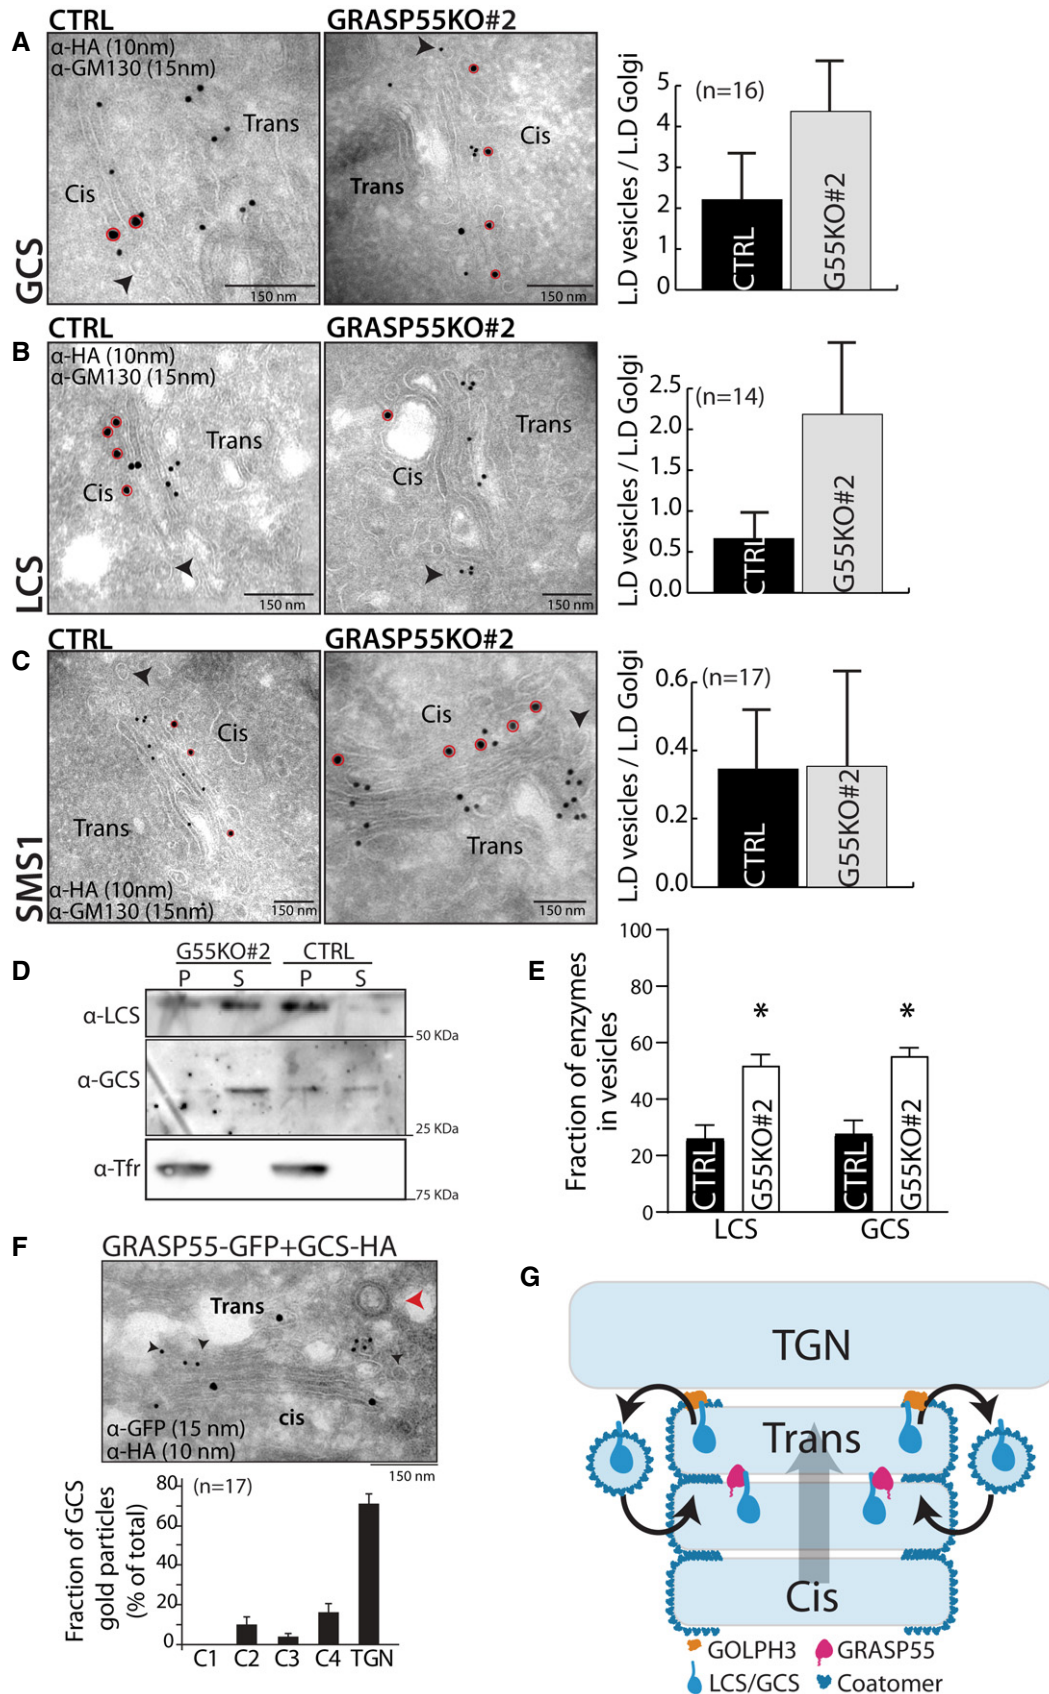 A
CTRL
GRASP55KO#2
α-HA (10nm)
α-GM130 (15nm)
Trans
Cis
150 nm
Cis
Trans
150 nm
GCS
L.D vesicles / L.D Golgi
(n=16)
5
4
3
2
1
0
CTRL
G55KO#2
B
CTRL
GRASP55KO#2
α-HA (10nm)
α-GM130 (15nm)
Trans
Cis
150 nm
Trans
Cis
150 nm
LCS
L.D vesicles / L.D Golgi
(n=14)
2.5
2.0
1.5
1.0
0.5
0.0
CTRL
G55KO#2
C
CTRL
GRASP55KO#2
Cis
Trans
α-HA (10nm)
α-GM130 (15nm)
150 nm
Cis
Trans
150 nm
SMS1
L.D vesicles / L.D Golgi
(n=17)
0.6
0.4
0.2
0.0
CTRL
G55KO#2
D
G55KO#2 CTRL
P S P S
α-LCS
50 KDa
α-GCS
25 KDa
α-Tfr
75 KDa
E
Fraction of enzymes
in vesicles
100
80
60
40
20
0
* *
CTRL
G55KO#2
CTRL
G55KO#2
LCS GCS
F
GRASP55-GFP+GCS-HA
Trans
cis
α-GFP (15 nm)
α-HA (10 nm)
150 nm
Fraction of GCS
gold particles
(% of total)
(n=17)
80
60
40
20
0
C1 C2 C3 C4 TGN
G
TGN
Trans
Cis
GOLPH3 GRASP55
LCS/GCS Coatomer